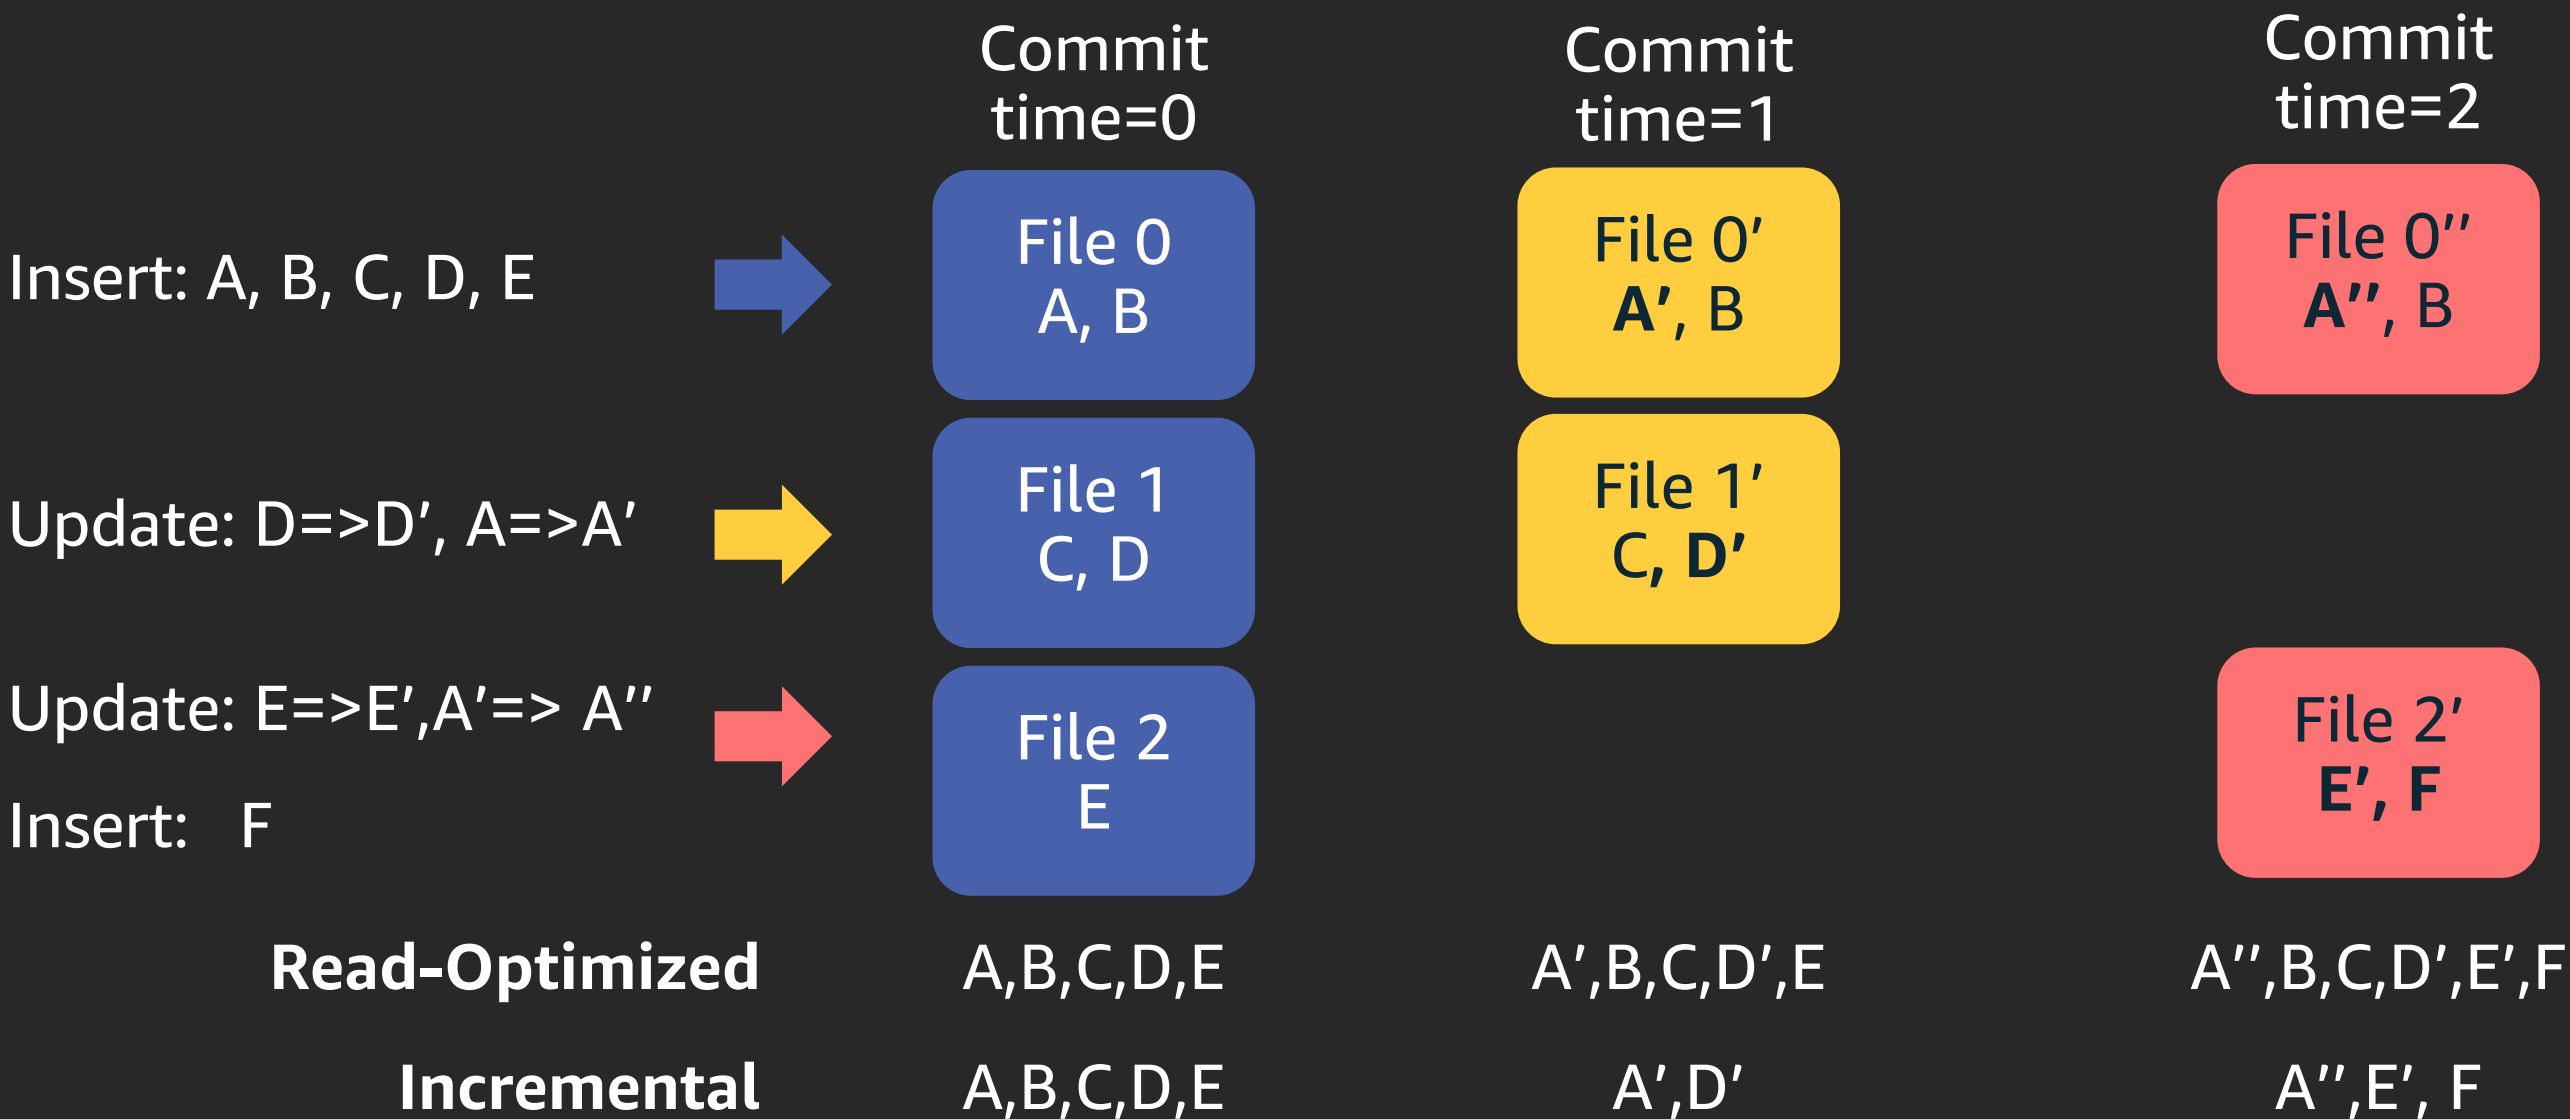 Commit
time=0
Commit
time=1
Commit
time=2
Insert: A, B, C, D, E
File 0
A, B
File 0′
A′, B
File 0′′
A′′, B
Update: D=>D′, A=>A′
File 1
C, D
File 1′
C, D′
Update: E=>E′,A′=> A′′
Insert: F
File 2
E
File 2′
E′, F
Read-Optimized
A,B,C,D,E
A′,B,C,D′,E
A′′,B,C,D′,E′,F
Incremental
A,B,C,D,E
A′,D′
A′′,E′, F